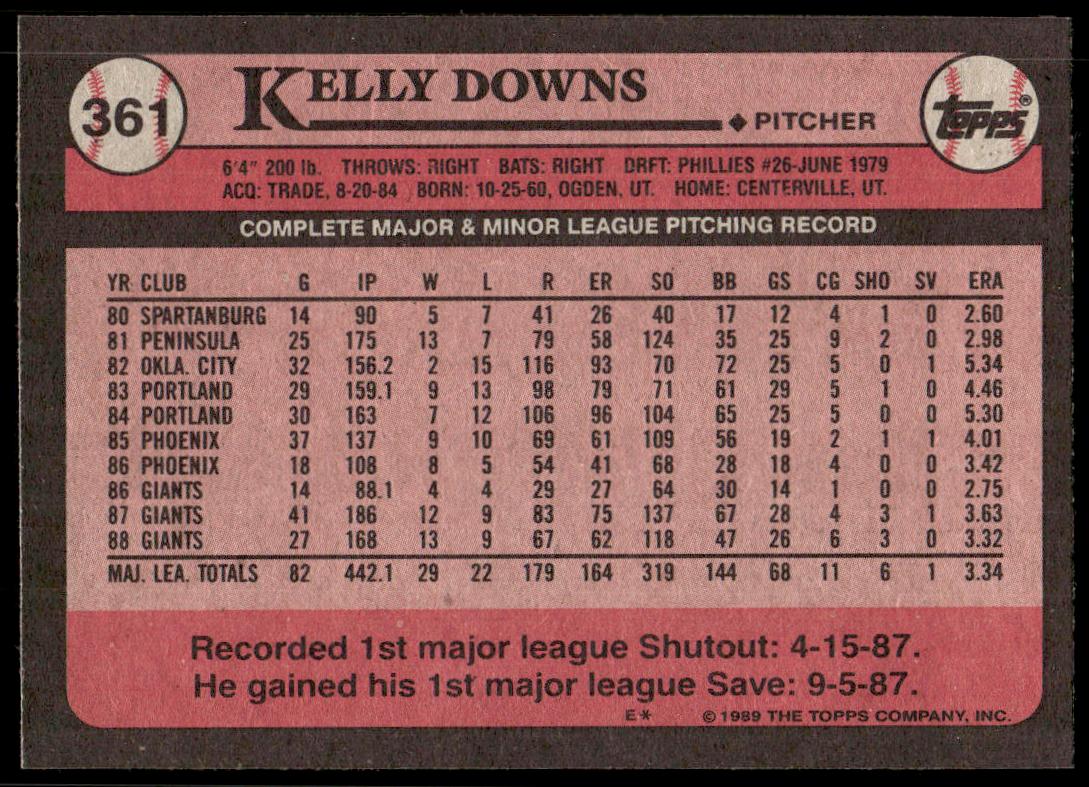 361
KELLY DOWNS
◆ PITCHER
Topps®
6'4" 200 lb. THROWS: RIGHT BATS: RIGHT DRFT: PHILLIES #26-JUNE 1979
ACQ: TRADE, 8-20-84 BORN: 10-25-60, OGDEN, UT. HOME: CENTERVILLE, UT.
COMPLETE MAJOR & MINOR LEAGUE PITCHING RECORD
YR CLUB G IP W L R ER SO BB GS CG SHO SV ERA
80 SPARTANBURG 14 90 5 7 41 26 40 17 12 4 1 0 2.60
81 PENINSULA 25 175 13 7 79 58 124 35 25 9 2 0 2.98
82 OKLA. CITY 32 156.2 2 15 116 93 70 72 25 5 0 1 5.34
83 PORTLAND 29 159.1 9 13 98 79 71 61 29 5 1 0 4.46
84 PORTLAND 30 163 7 12 106 96 104 65 25 5 0 0 5.30
85 PHOENIX 37 137 9 10 69 61 109 56 19 2 1 1 4.01
86 PHOENIX 18 108 8 5 54 41 68 28 18 4 0 0 3.42
86 GIANTS 14 88.1 4 4 29 27 64 30 14 1 0 0 2.75
87 GIANTS 41 186 12 9 83 75 137 67 28 4 3 1 3.63
88 GIANTS 27 168 13 9 67 62 118 47 26 6 3 0 3.32
MAJ. LEA. TOTALS 82 442.1 29 22 179 164 319 144 68 11 6 1 3.34
Recorded 1st major league Shutout: 4-15-87.
He gained his 1st major league Save: 9-5-87.
E* © 1989 THE TOPPS COMPANY, INC.